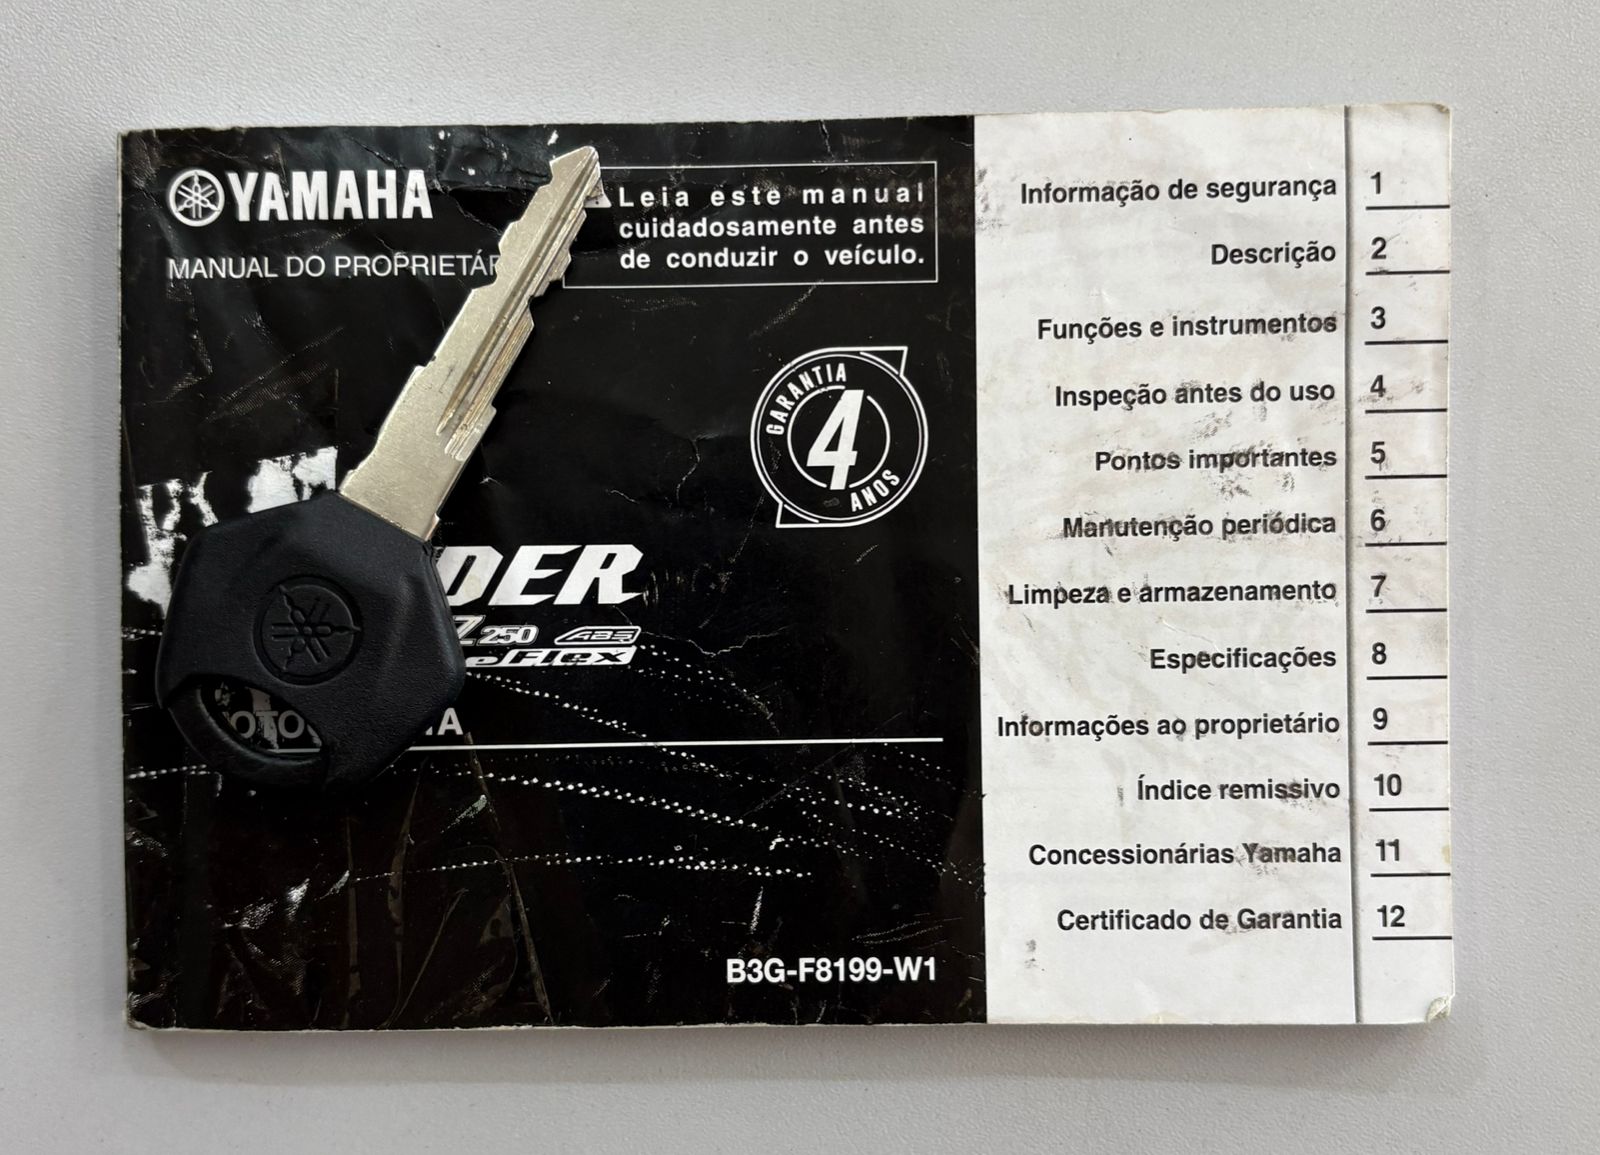 YAMAHA
MANUAL DO PROPRIETÁR
Leia este manual
cuidadosamente antes
de conduzir o veículo.
GARANTIA
4
ANOS
DER
Z250 ABS
eFlex
OTO
A
B3G-F8199-W1
Informação de segurança 1
Descrição 2
Funções e instrumentos 3
Inspeção antes do uso 4
Pontos importantes 5
Manutenção periódica 6
Limpeza e armazenamento 7
Especificações 8
Informações ao proprietário 9
Índice remissivo 10
Concessionárias Yamaha 11
Certificado de Garantia 12